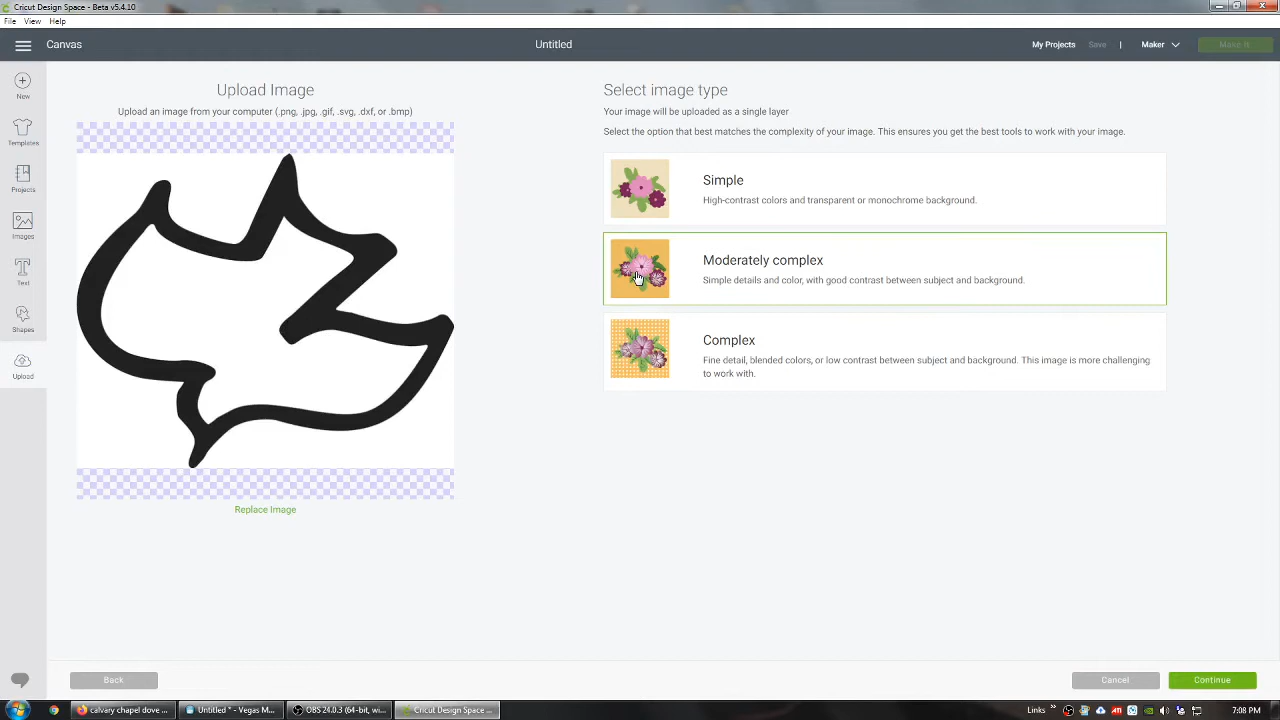 Cricut Design Space - Beta v5.4.10
File View Help
Canvas
Untitled
My Projects Save | Maker Make It
New
Templates
Projects
Images
Text
Shapes
Upload
Upload Image
Upload an image from your computer (.png, .jpg, .gif, .svg, .dxf, or .bmp)
Replace Image
Select image type
Your image will be uploaded as a single layer
Select the option that best matches the complexity of your image. This ensures you get the best tools to work with your image.
Simple
High-contrast colors and transparent or monochrome background.
Moderately complex
Simple details and color, with good contrast between subject and background.
Complex
Fine detail, blended colors, or low contrast between subject and background. This image is more challenging
to work with.
Back
Cancel
Continue
calvary chapel dove ...
Untitled * - Vegas M...
OBS 24.0.3 (64-bit, wi...
Cricut Design Space ...
Links
7:08 PM